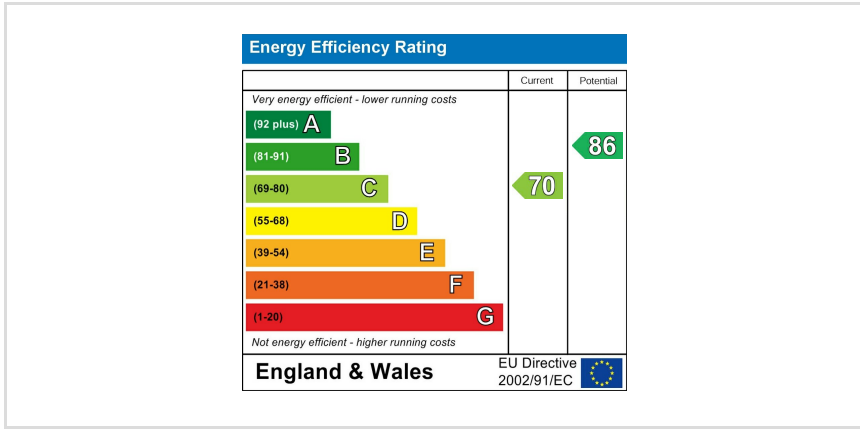 Energy Efficiency Rating
Current Potential
Very energy efficient - lower running costs
(92 plus) A
(81-91) B
86
(69-80) C
70
(55-68) D
(39-54) E
(21-38) F
(1-20) G
Not energy efficient - higher running costs
England & Wales
EU Directive
2002/91/EC